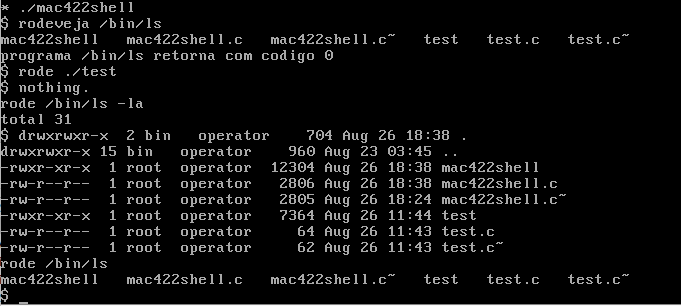 * ./mac422shell
$ rodeveja /bin/ls
mac422shell   mac422shell.c   mac422shell.c~   test   test.c   test.c~
programa /bin/ls retorna com codigo 0
$ rode ./test
$ nothing.
rode /bin/ls -la
total 31
$ drwxrwxr-x  2 bin   operator    704 Aug 26 18:38 .
drwxrwxr-x 15 bin   operator    960 Aug 23 03:45 ..
-rwxr-xr-x  1 root  operator  12304 Aug 26 18:38 mac422shell
-rw-r--r--  1 root  operator   2806 Aug 26 18:38 mac422shell.c
-rw-r--r--  1 root  operator   2805 Aug 26 18:24 mac422shell.c~
-rwxr-xr-x  1 root  operator   7364 Aug 26 11:44 test
-rw-r--r--  1 root  operator     64 Aug 26 11:43 test.c
-rw-r--r--  1 root  operator     62 Aug 26 11:43 test.c~
rode /bin/ls
mac422shell   mac422shell.c   mac422shell.c~   test   test.c   test.c~
$ _